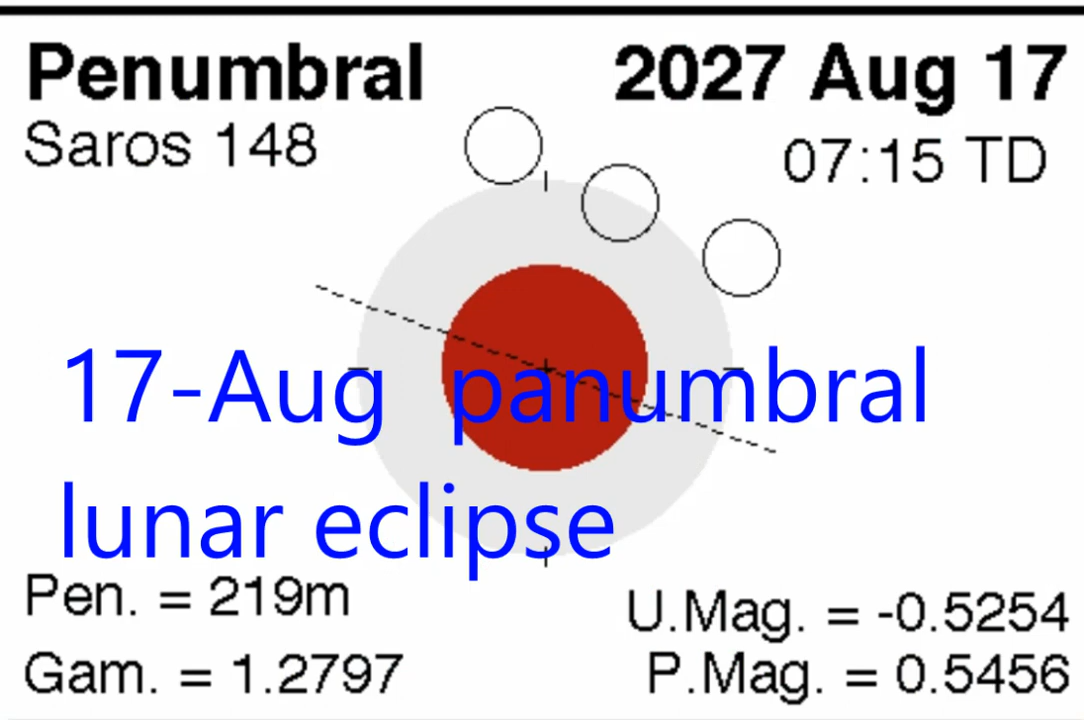 Penumbral 2027 Aug 17
Saros 148 07:15 TD
17-Aug panumbral
lunar eclipse
Pen. = 219m U.Mag. = -0.5254
Gam. = 1.2797 P.Mag. = 0.5456